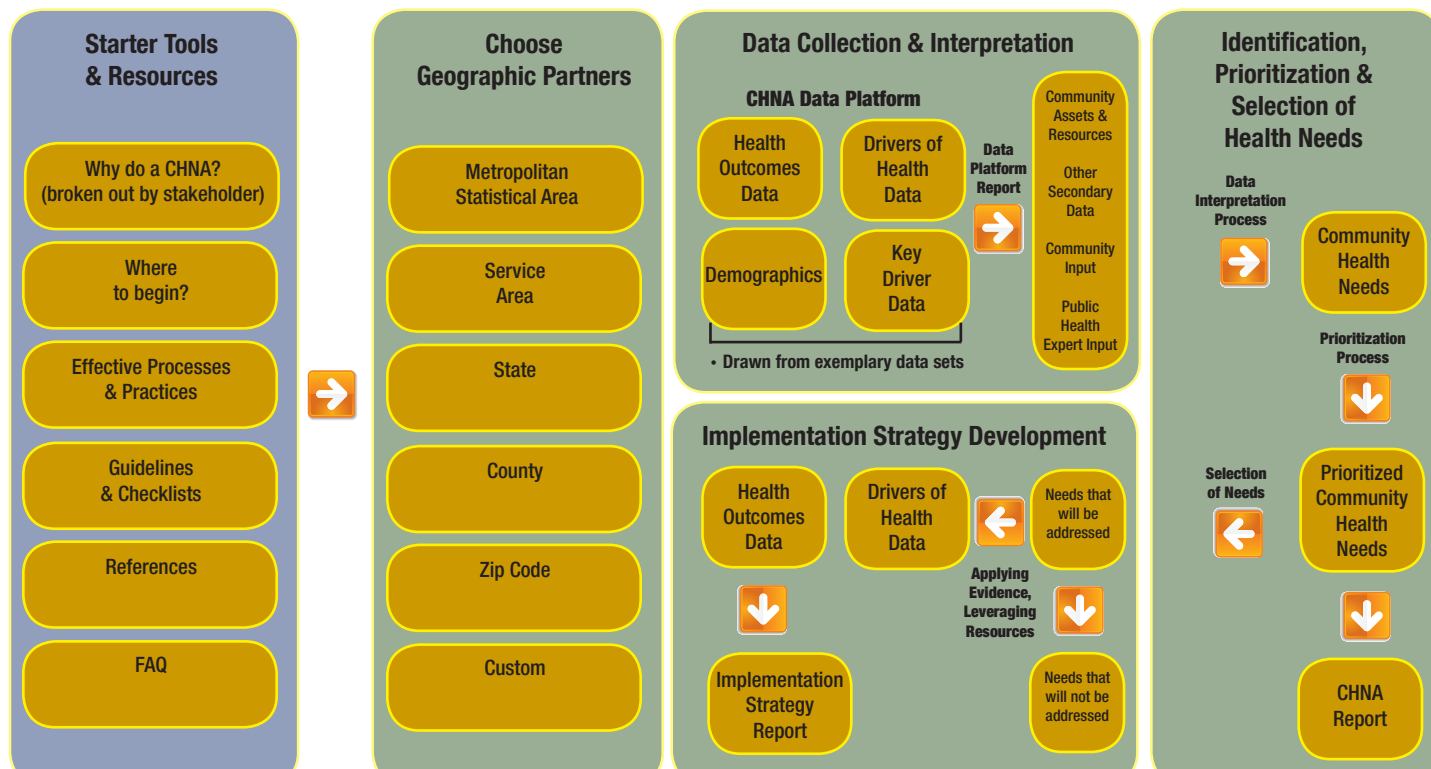 Starter Tools
& Resources
Why do a CHNA?
(broken out by stakeholder)
Where
to begin?
Effective Processes
& Practices
Guidelines
& Checklists
References
FAQ
Choose
Geographic Partners
Metropolitan
Statistical Area
Service
Area
State
County
Zip Code
Custom
Data Collection & Interpretation
CHNA Data Platform
Health
Outcomes
Data
Drivers of
Health
Data
Demographics
Key
Driver
Data
• Drawn from exemplary data sets
Data
Platform
Report
Community
Assets &
Resources
Other
Secondary
Data
Community
Input
Public
Health
Expert Input
Implementation Strategy Development
Health
Outcomes
Data
Drivers of
Health
Data
Needs that
will be
addressed
Applying
Evidence,
Leveraging
Resources
Implementation
Strategy
Report
Needs that
will not be
addressed
Identification,
Prioritization &
Selection of
Health Needs
Data
Interpretation
Process
Community
Health
Needs
Prioritization
Process
Selection
of Needs
Prioritized
Community
Health
Needs
CHNA
Report